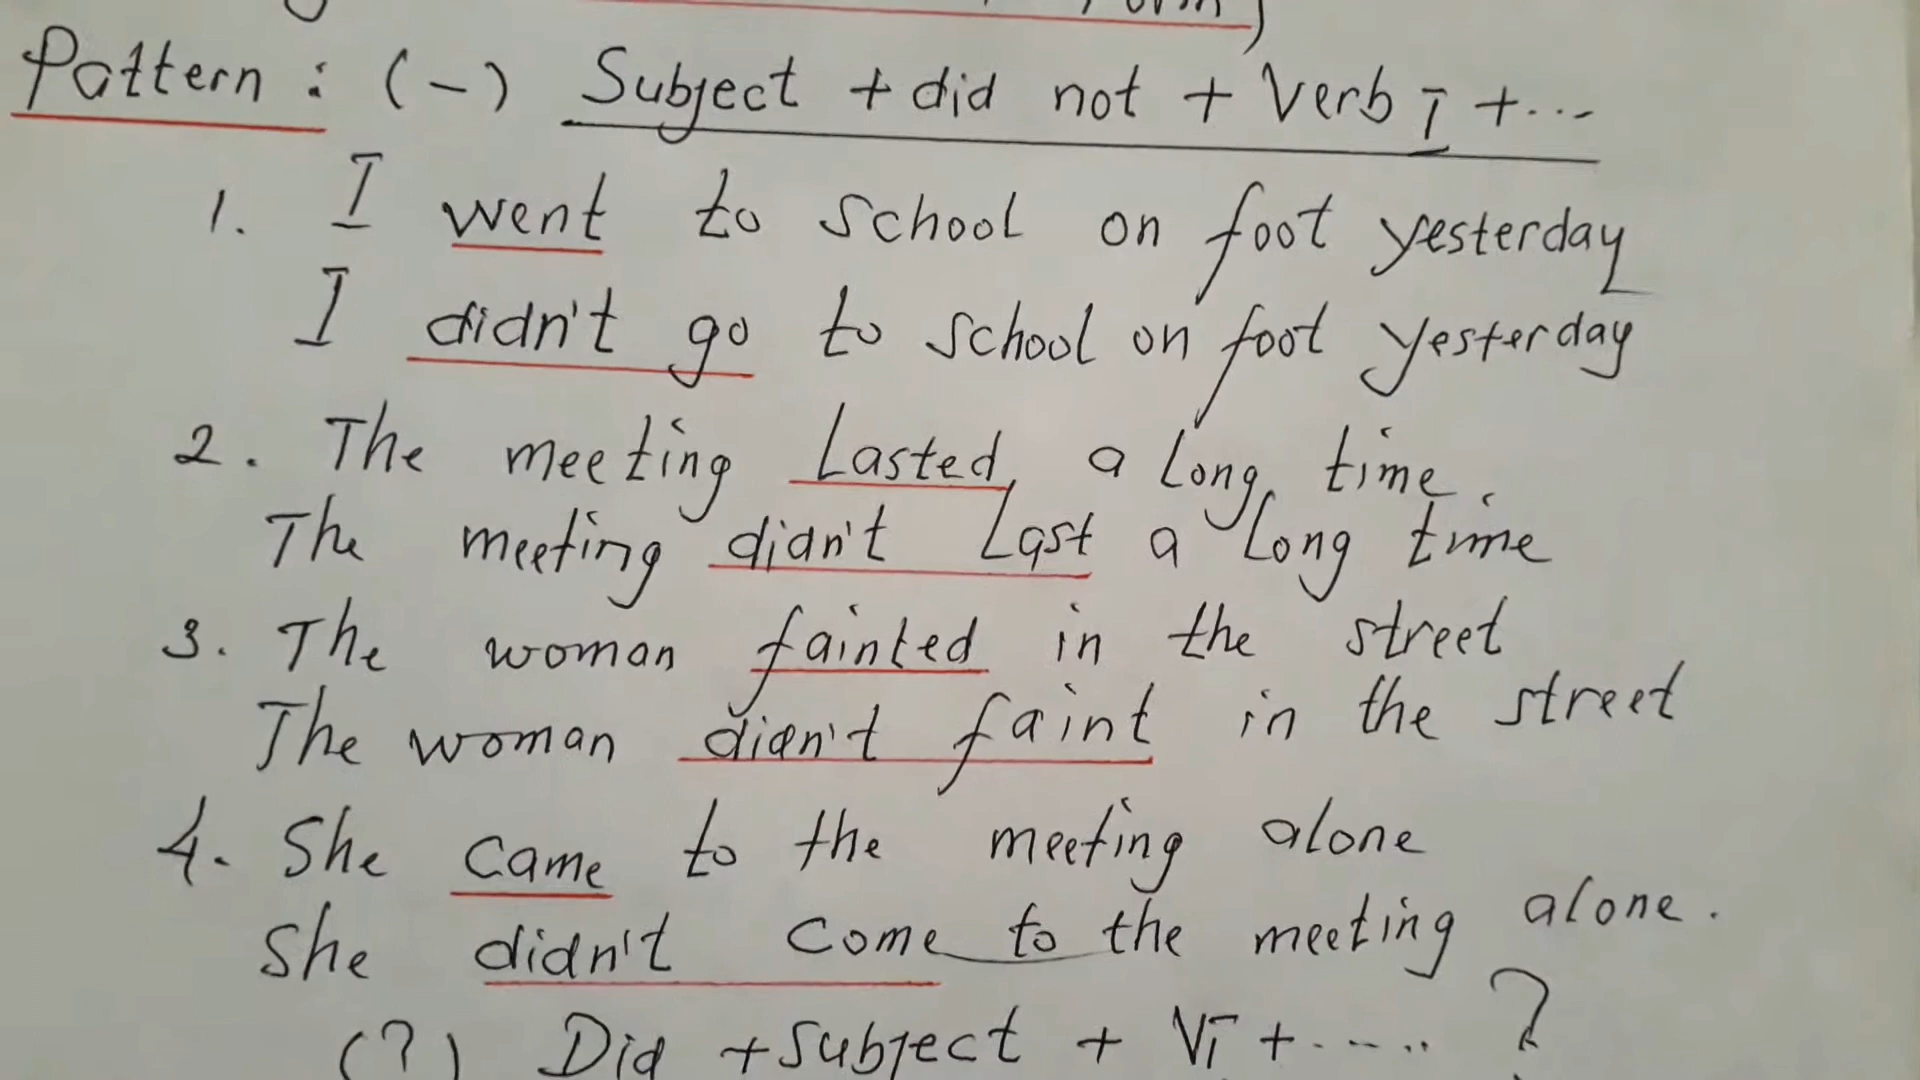 Pattern : (-) Subject + did not + Verb I + ...
1. I went to school on foot yesterday
I didn't go to school on foot yesterday
2. The meeting Lasted a Long time.
The meeting didn't Last a Long time
3. The woman fainted in the street
The woman didn't faint in the street
4. She came to the meeting alone
She didn't come to the meeting alone.
(?) Did + Subject + VI + ..... ?